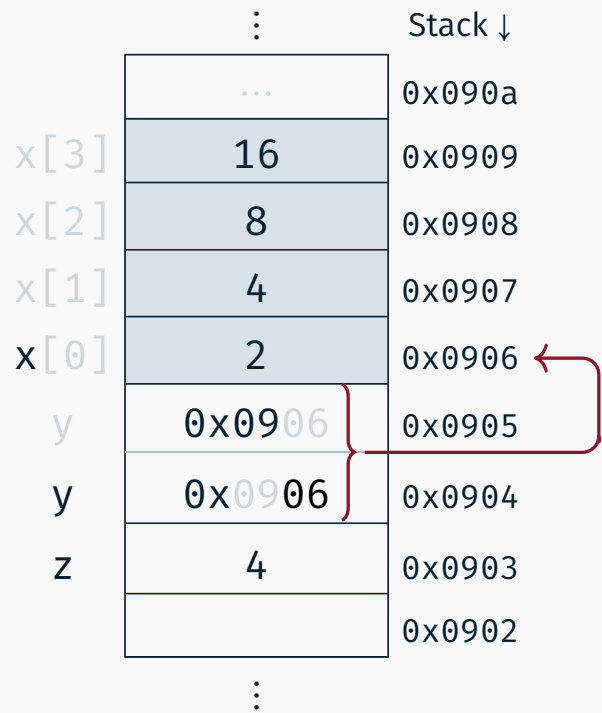 ⋮ Stack ↓
... 0x090a
x[3] 16 0x0909
x[2] 8 0x0908
x[1] 4 0x0907
x[0] 2 0x0906
y 0x0906 0x0905
y 0x0906 0x0904
z 4 0x0903
0x0902
⋮